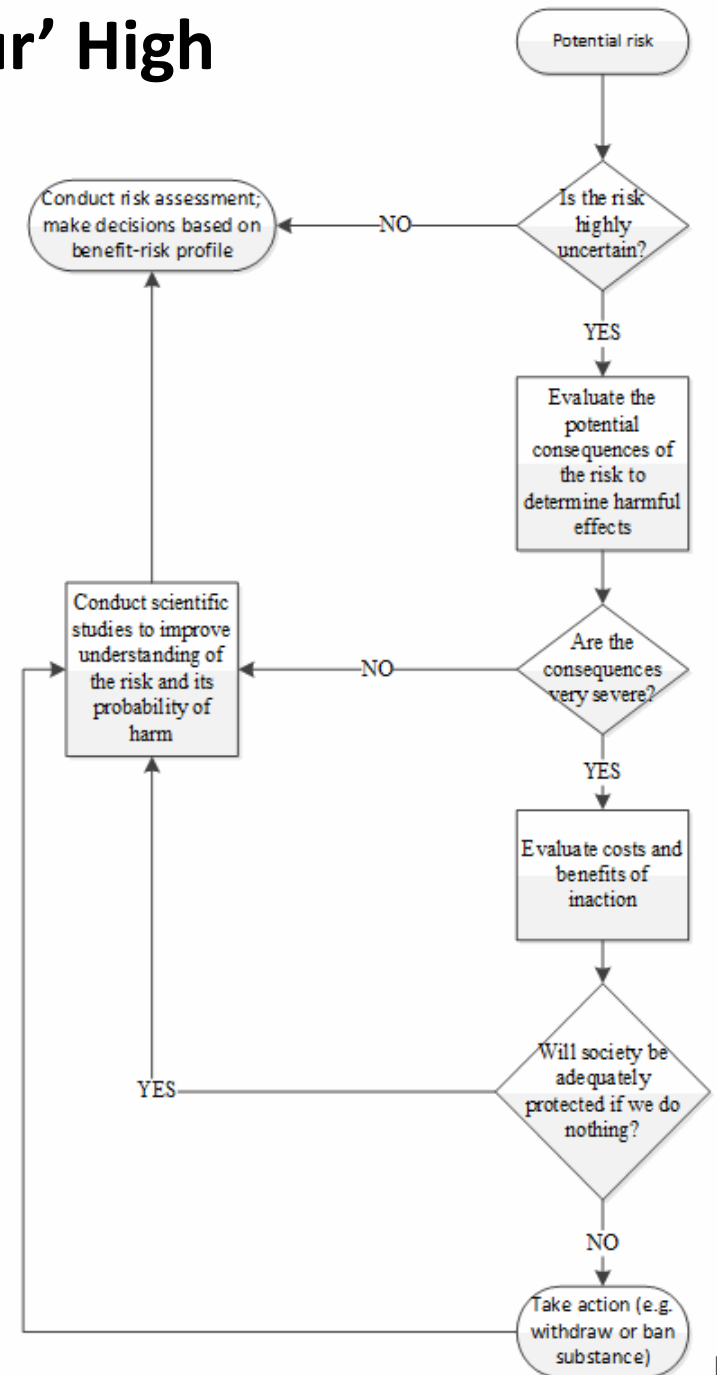 ur’ High
Potential risk
Is the risk
highly
uncertain?
NO
Conduct risk assessment;
make decisions based on
benefit-risk profile
YES
Evaluate the
potential
consequences of
the risk to
determine harmful
effects
Are the
consequences
very severe?
NO
Conduct scientific
studies to improve
understanding of
the risk and its
probability of
harm
YES
Evaluate costs and
benefits of
inaction
Will society be
adequately
protected if we do
nothing?
YES
NO
Take action (e.g.
withdraw or ban
substance)